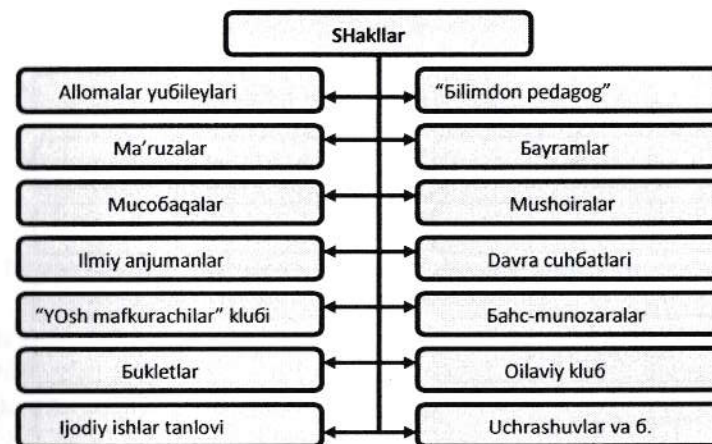 SHakllar
Allomalar yuбileylari
“Бilimdon pedagog”
Ma’ruzalar
Бayramlar
Mucoбaqalar
Mushoiralar
Ilmiy anjumanlar
Davra cuhбatlari
“YOsh mafkurachilar” kluбi
Бahc-munozaralar
Бukletlar
Oilaviy kluб
Ijodiy ishlar tanlovi
Uchrashuvlar va б.